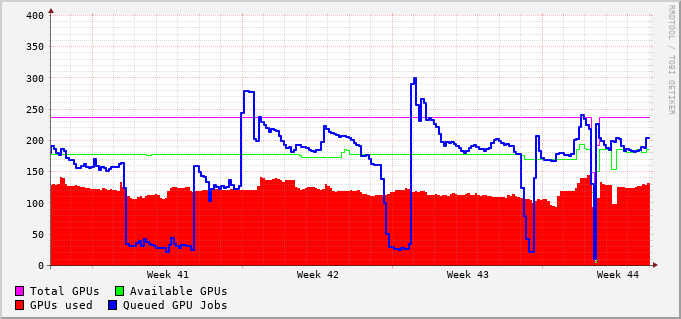 400
350
300
250
200
150
100
50
0
Week 41 Week 42 Week 43 Week 44
Total GPUs Available GPUs
GPUs used Queued GPU Jobs
RRDTOOL / TOBI OETIKER